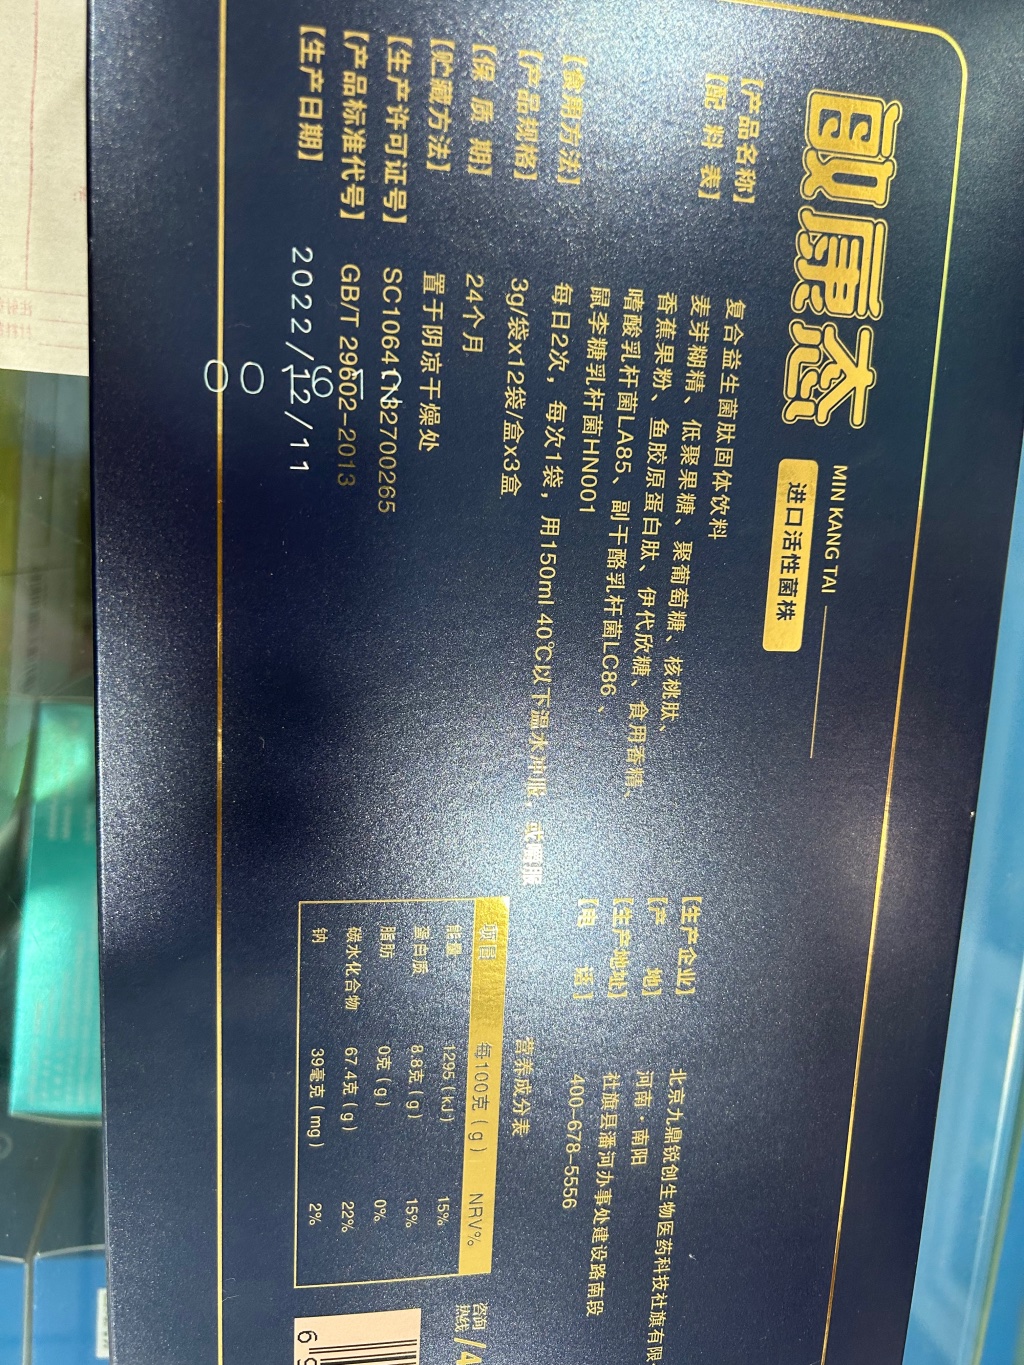 敏康态
MIN KANG TAI
进口活性菌株
【产品名称】 复合益生菌肽固体饮料
【配 料 表】 麦芽糊精、低聚果糖、聚葡萄糖、核桃肽、
香蕉果粉、鱼胶原蛋白肽、伊代欣糖、食用香精、
嗜酸乳杆菌LA85、副干酪乳杆菌LC86、
鼠李糖乳杆菌HN001
【食用方法】 每日2次，每次1袋，用150ml 40℃以下温水冲服，或嚼服
【产品规格】 3g/袋x12袋/盒x3盒
【保 质 期】 24个月
【贮藏方法】 置于阴凉干燥处
【生产许可证号】 SC10641132700265
【产品标准代号】 GB/T 29602-2013
【生产日期】 2022/12/11
【生产企业】 北京九鼎锐创生物医药科技社旗有限
【产 地】 河南·南阳
【生产地址】 社旗县潘河办事处建设路南段
【电 话】 400-678-5556
营养成分表
项目 每100克（g） NRV%
能量 1295（kJ） 15%
蛋白质 8.8克（g） 15%
脂肪 0克（g） 0%
碳水化合物 67.4克（g） 22%
钠 39毫克（mg） 2%
咨询
热线
/4
6 9